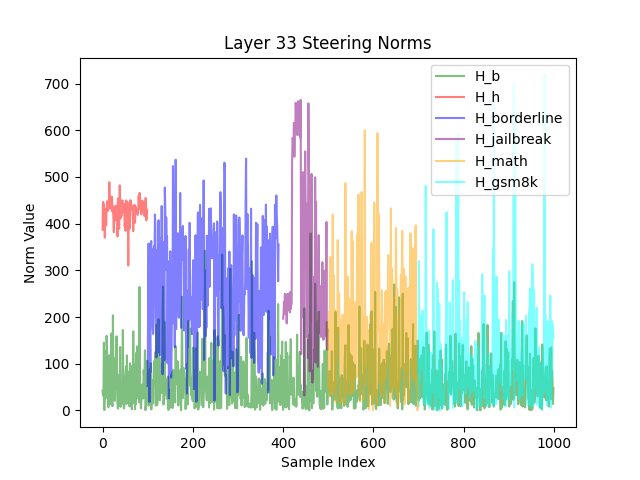 Layer 33 Steering Norms
Norm Value
700
600
500
400
300
200
100
0
0
200
400
600
800
1000
Sample Index
H_b
H_h
H_borderline
H_jailbreak
H_math
H_gsm8k